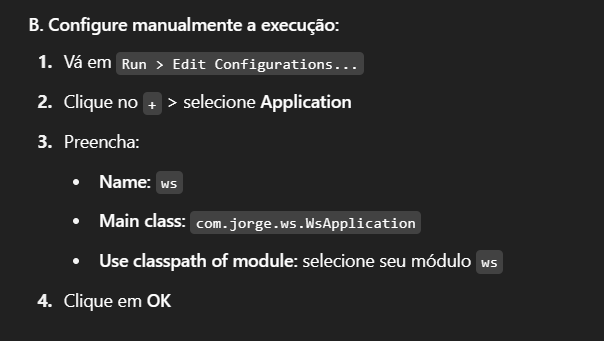 B. Configure manualmente a execução:
1. Vá em Run > Edit Configurations...
2. Clique no + > selecione Application
3. Preencha:
• Name: ws
• Main class: com.jorge.ws.WsApplication
• Use classpath of module: selecione seu módulo ws
4. Clique em OK